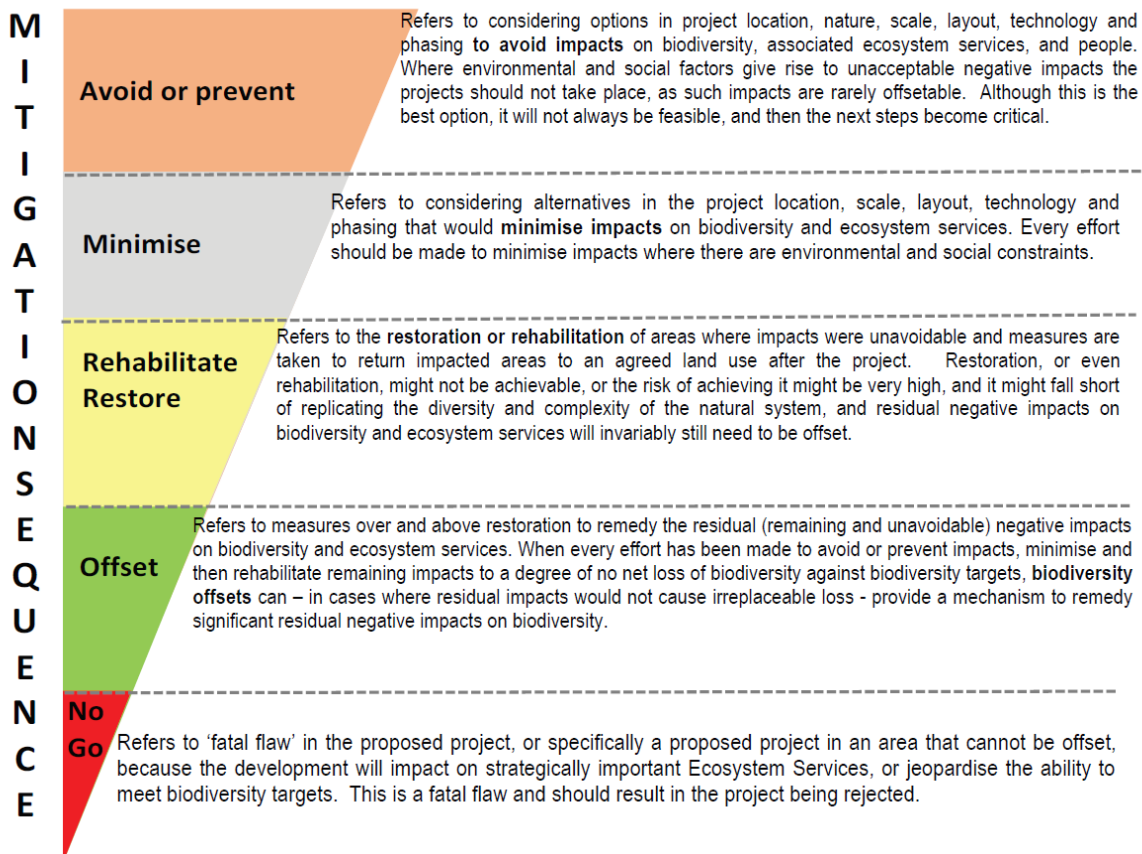 MITIGATION SEQUENCE
Avoid or prevent
Refers to considering options in project location, nature, scale, layout, technology and
phasing to avoid impacts on biodiversity, associated ecosystem services, and people.
Where environmental and social factors give rise to unacceptable negative impacts the
projects should not take place, as such impacts are rarely offsetable. Although this is the
best option, it will not always be feasible, and then the next steps become critical.
Minimise
Refers to considering alternatives in the project location, scale, layout, technology and
phasing that would minimise impacts on biodiversity and ecosystem services. Every effort
should be made to minimise impacts where there are environmental and social constraints.
Rehabilitate
Restore
Refers to the restoration or rehabilitation of areas where impacts were unavoidable and measures are
taken to return impacted areas to an agreed land use after the project. Restoration, or even
rehabilitation, might not be achievable, or the risk of achieving it might be very high, and it might fall short
of replicating the diversity and complexity of the natural system, and residual negative impacts on
biodiversity and ecosystem services will invariably still need to be offset.
Offset
Refers to measures over and above restoration to remedy the residual (remaining and unavoidable) negative impacts
on biodiversity and ecosystem services. When every effort has been made to avoid or prevent impacts, minimise and
then rehabilitate remaining impacts to a degree of no net loss of biodiversity against biodiversity targets, biodiversity
offsets can – in cases where residual impacts would not cause irreplaceable loss - provide a mechanism to remedy
significant residual negative impacts on biodiversity.
No
Go
Refers to ‘fatal flaw’ in the proposed project, or specifically a proposed project in an area that cannot be offset,
because the development will impact on strategically important Ecosystem Services, or jeopardise the ability to
meet biodiversity targets. This is a fatal flaw and should result in the project being rejected.